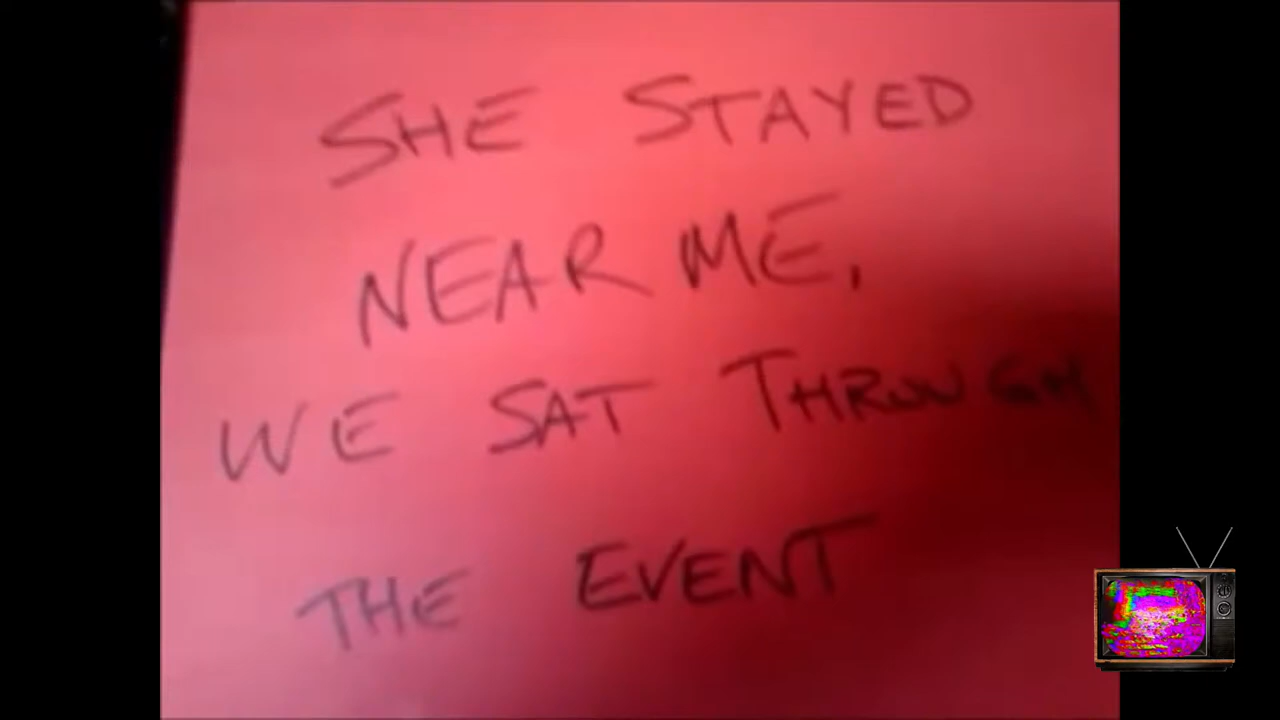 SHE STAYED
NEAR ME,
WE SAT THROUGH
THE EVENT